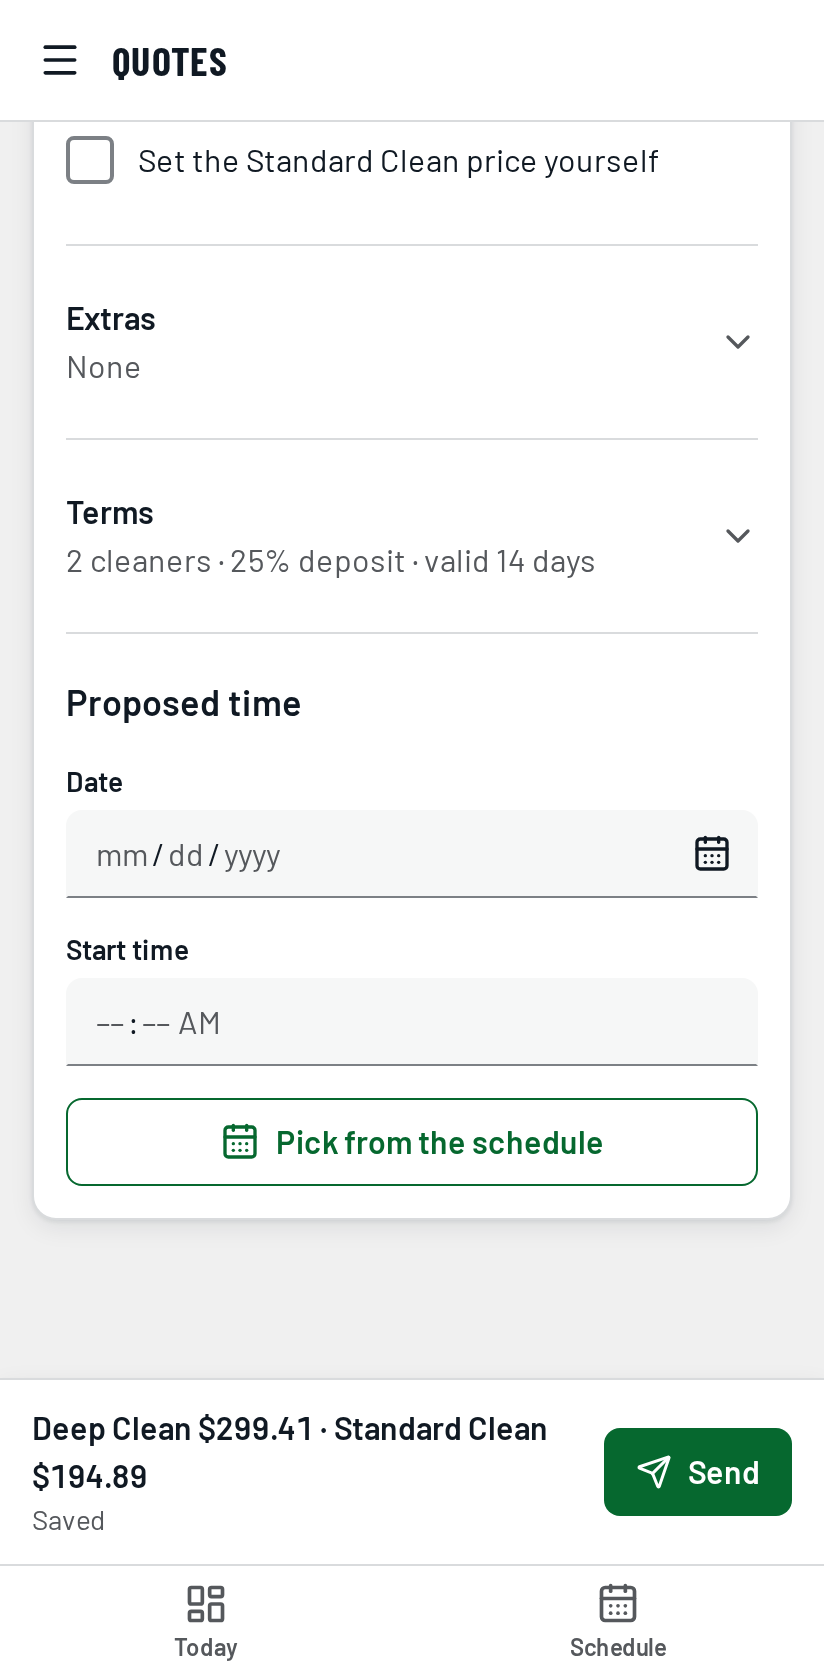 QUOTES
Set the Standard Clean price yourself
Extras
None
Terms
2 cleaners · 25% deposit · valid 14 days
Proposed time
Date
mm/dd/yyyy
Start time
--:-- AM
Pick from the schedule
Deep Clean $299.41 · Standard Clean
$194.89
Saved
Send
Today
Schedule